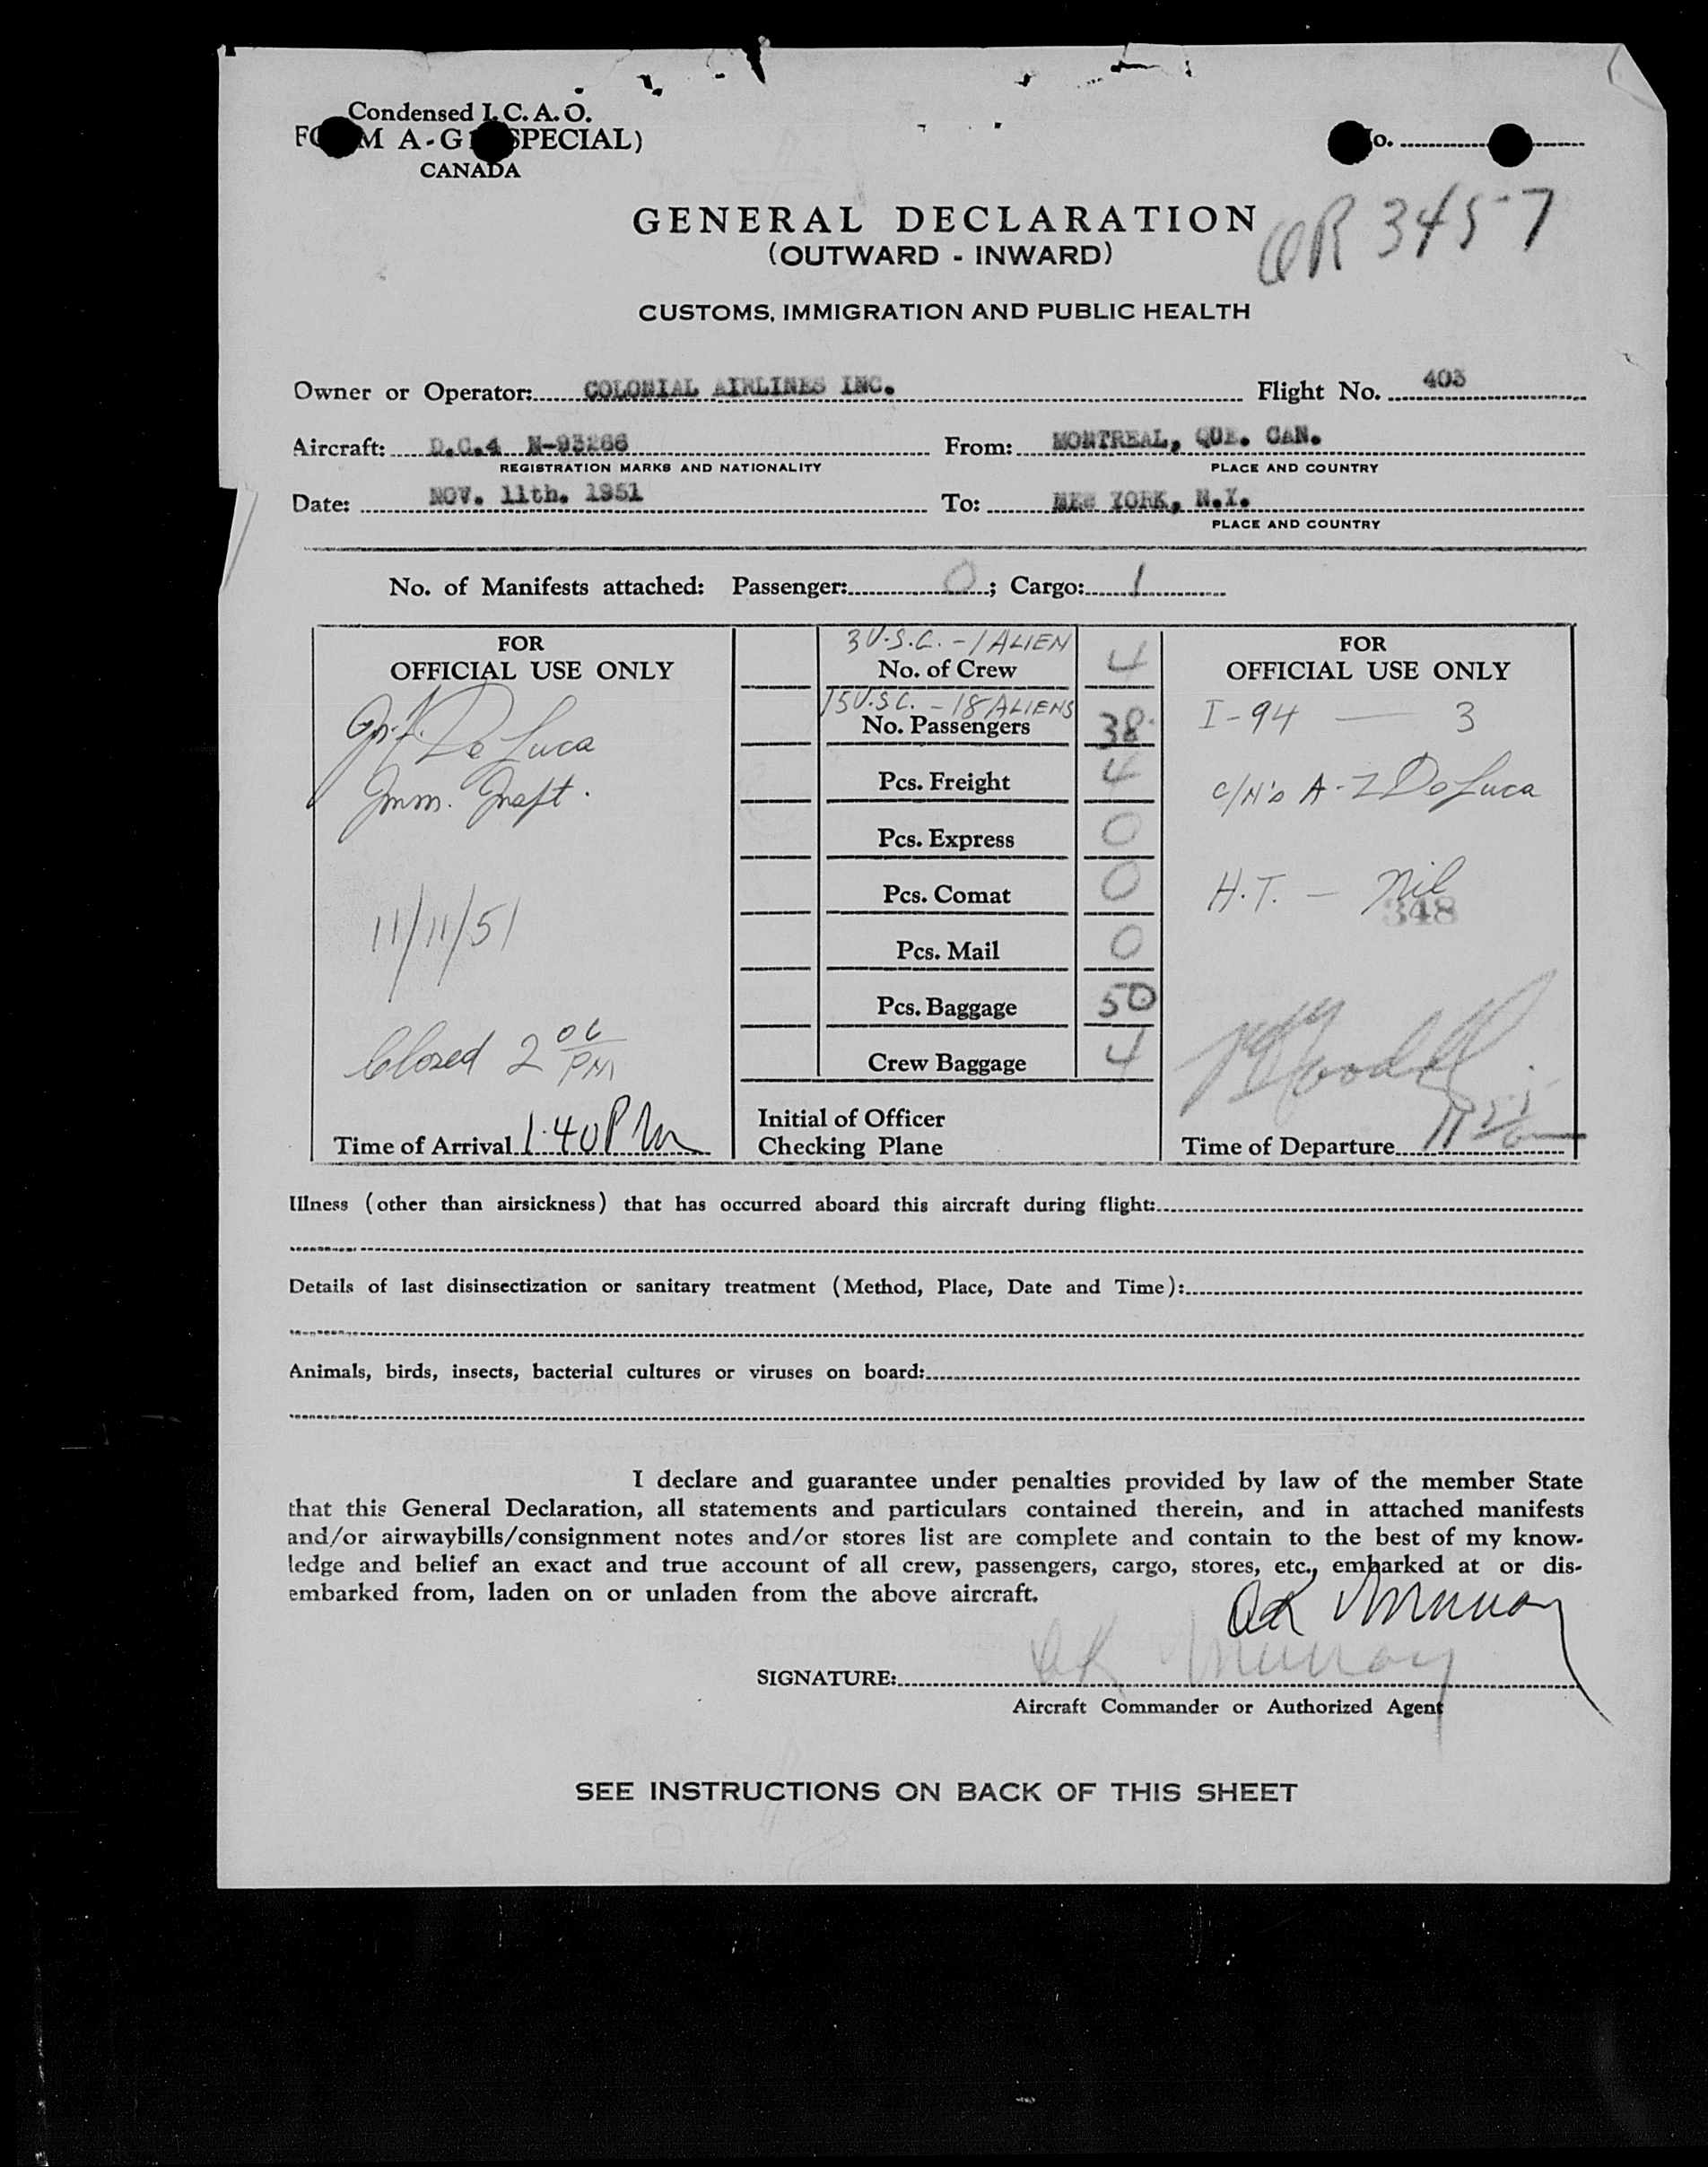 Condensed I.C.A.O.
FORM A-G1 (SPECIAL)
CANADA
No.
GENERAL DECLARATION
(OUTWARD - INWARD)
OR 3457
CUSTOMS, IMMIGRATION AND PUBLIC HEALTH
Owner or Operator: COLONIAL AIRLINES INC. Flight No. 403
Aircraft: D.C.4 N-93266 From: MONTREAL, QUE. CAN.
REGISTRATION MARKS AND NATIONALITY PLACE AND COUNTRY
Date: NOV. 11th. 1951 To: NEW YORK, N.Y.
PLACE AND COUNTRY
No. of Manifests attached: Passenger: 0; Cargo: 1
FOR
OFFICIAL USE ONLY
De Luca
Imm. Inspt.
11/11/51
Closed 2 06 PM
Time of Arrival 1:40 PM
3 U.S.C. - 1 ALIEN
No. of Crew 4
15 U.S.C. - 18 ALIENS
No. Passengers 38
Pcs. Freight 4
Pcs. Express 0
Pcs. Comat 0
Pcs. Mail 0
Pcs. Baggage 50
Crew Baggage 4
Initial of Officer
Checking Plane
FOR
OFFICIAL USE ONLY
I-94 — 3
C/N's A-Z De Luca
H.T. - Nil
348
Time of Departure
Illness (other than airsickness) that has occurred aboard this aircraft during flight:
Details of last disinsectization or sanitary treatment (Method, Place, Date and Time):
Animals, birds, insects, bacterial cultures or viruses on board:
I declare and guarantee under penalties provided by law of the member State
that this General Declaration, all statements and particulars contained therein, and in attached manifests
and/or airwaybills/consignment notes and/or stores list are complete and contain to the best of my know-
ledge and belief an exact and true account of all crew, passengers, cargo, stores, etc., embarked at or dis-
embarked from, laden on or unladen from the above aircraft.
OK Murray
SIGNATURE: OK Murray
Aircraft Commander or Authorized Agent
SEE INSTRUCTIONS ON BACK OF THIS SHEET